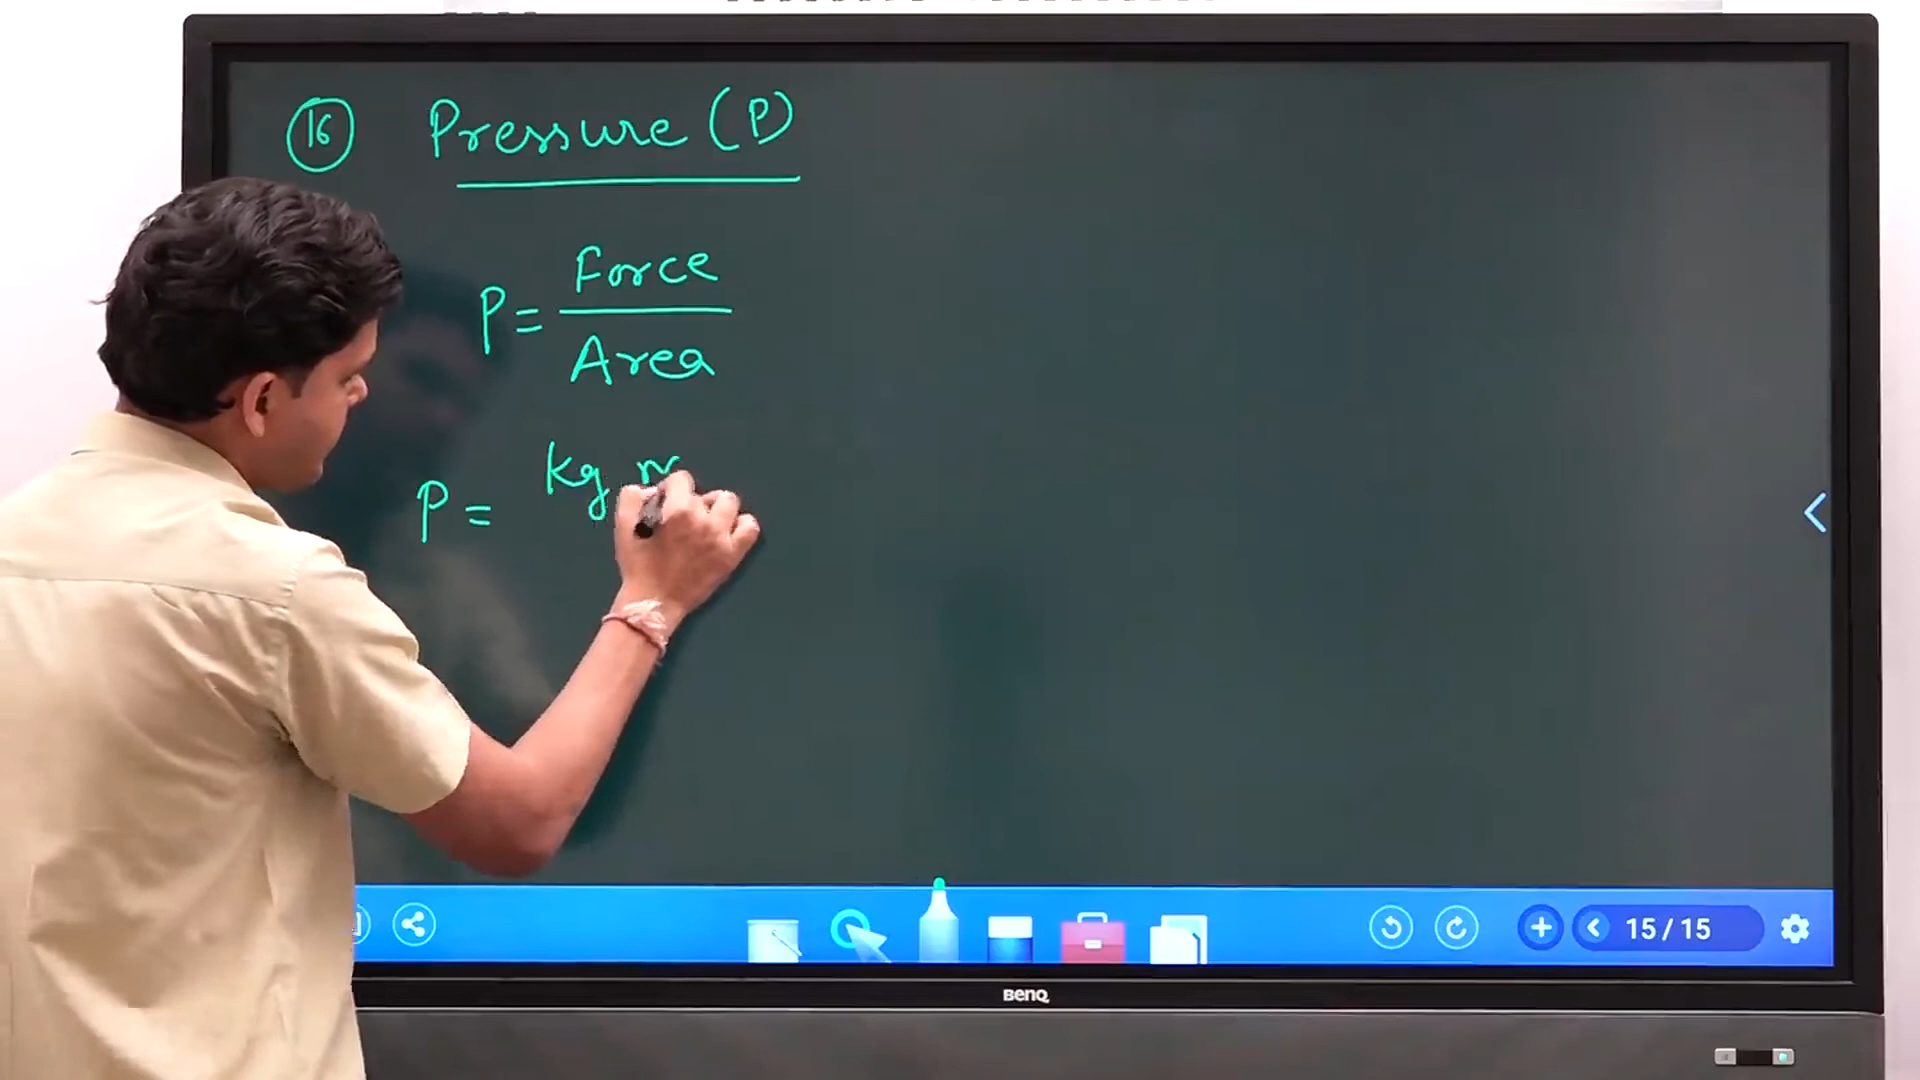 16 Pressure (P)
P = Force
Area
P = kg
15/15
BenQ